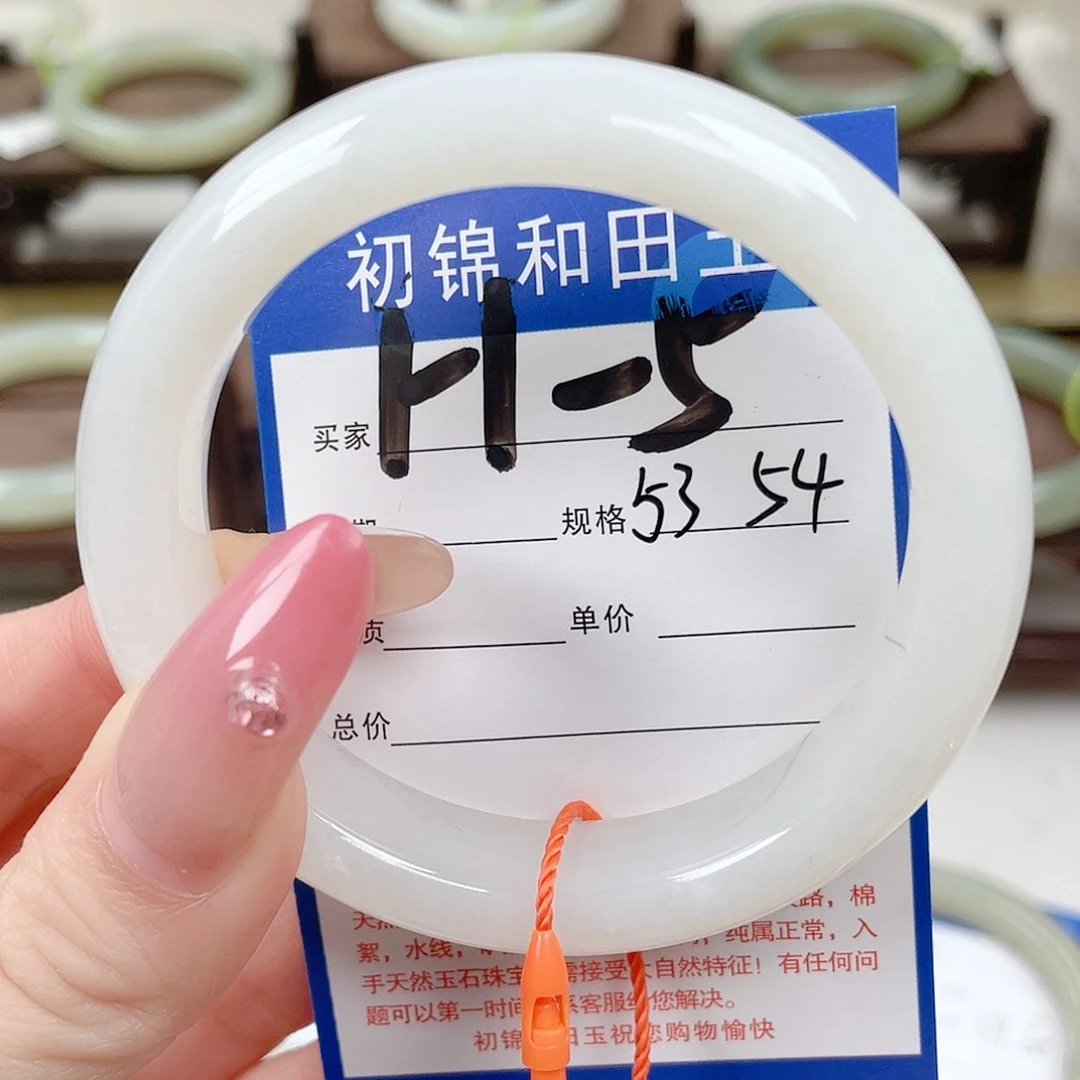 初锦和田玉
H-5
买家
期 规格 53 54
单价
总价
路，棉
絮，水线， 纯属正常，入
手天然玉石珠宝 需接受大自然特征！有任何问
题可以第一时间 系客服给您解决。
初锦 田玉祝您购物愉快